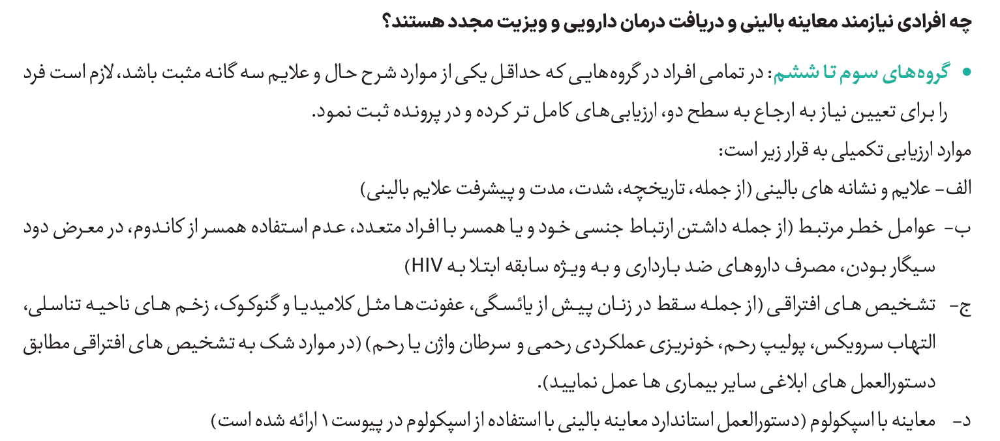 چه افرادی نیازمند معاینه بالینی و دریافت درمان دارویی و ویزیت مجدد هستند؟
• گروه‌های سوم تا ششم: در تمامی افراد در گروه‌هایی که حداقل یکی از موارد شرح حال و علایم سه گانه مثبت باشد، لازم است فرد
را برای تعیین نیاز به ارجاع به سطح دو، ارزیابی‌های کامل تر کرده و در پرونده ثبت نمود.
موارد ارزیابی تکمیلی به قرار زیر است:
الف- علایم و نشانه های بالینی (از جمله، تاریخچه، شدت، مدت و پیشرفت علایم بالینی)
ب- عوامل خطر مرتبط (از جمله داشتن ارتباط جنسی خود و یا همسر با افراد متعدد، عدم استفاده همسر از کاندوم، در معرض دود
سیگار بودن، مصرف داروهای ضد بارداری و به ویژه سابقه ابتلا به HIV)
ج- تشخیص های افتراقی (از جمله سقط در زنان پیش از یائسگی، عفونت‌ها مثل کلامیدیا و گنوکوک، زخم های ناحیه تناسلی،
التهاب سرویکس، پولیپ رحم، خونریزی عملکردی رحمی و سرطان واژن یا رحم) (در موارد شک به تشخیص های افتراقی مطابق
دستورالعمل های ابلاغی سایر بیماری ها عمل نمایید).
د- معاینه با اسپکولوم (دستورالعمل استاندارد معاینه بالینی با استفاده از اسپکولوم در پیوست ۱ ارائه شده است)